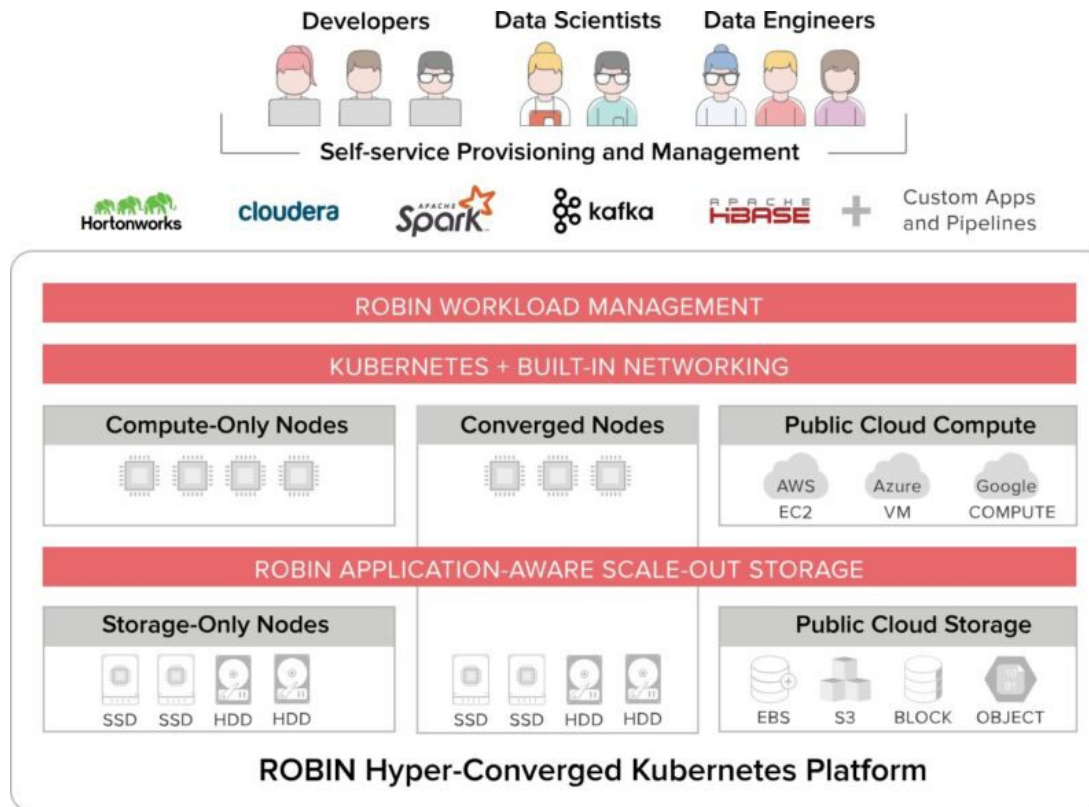 Developers
Data Scientists
Data Engineers
Self-service Provisioning and Management
Hortonworks
cloudera
APACHE
Spark
kafka
APACHE
HBASE
+
Custom Apps
and Pipelines
ROBIN WORKLOAD MANAGEMENT
KUBERNETES + BUILT-IN NETWORKING
Compute-Only Nodes
Converged Nodes
Public Cloud Compute
AWS
EC2
Azure
VM
Google
COMPUTE
ROBIN APPLICATION-AWARE SCALE-OUT STORAGE
Storage-Only Nodes
SSD SSD HDD HDD
SSD SSD HDD HDD
Public Cloud Storage
10
01
EBS S3 BLOCK OBJECT
ROBIN Hyper-Converged Kubernetes Platform